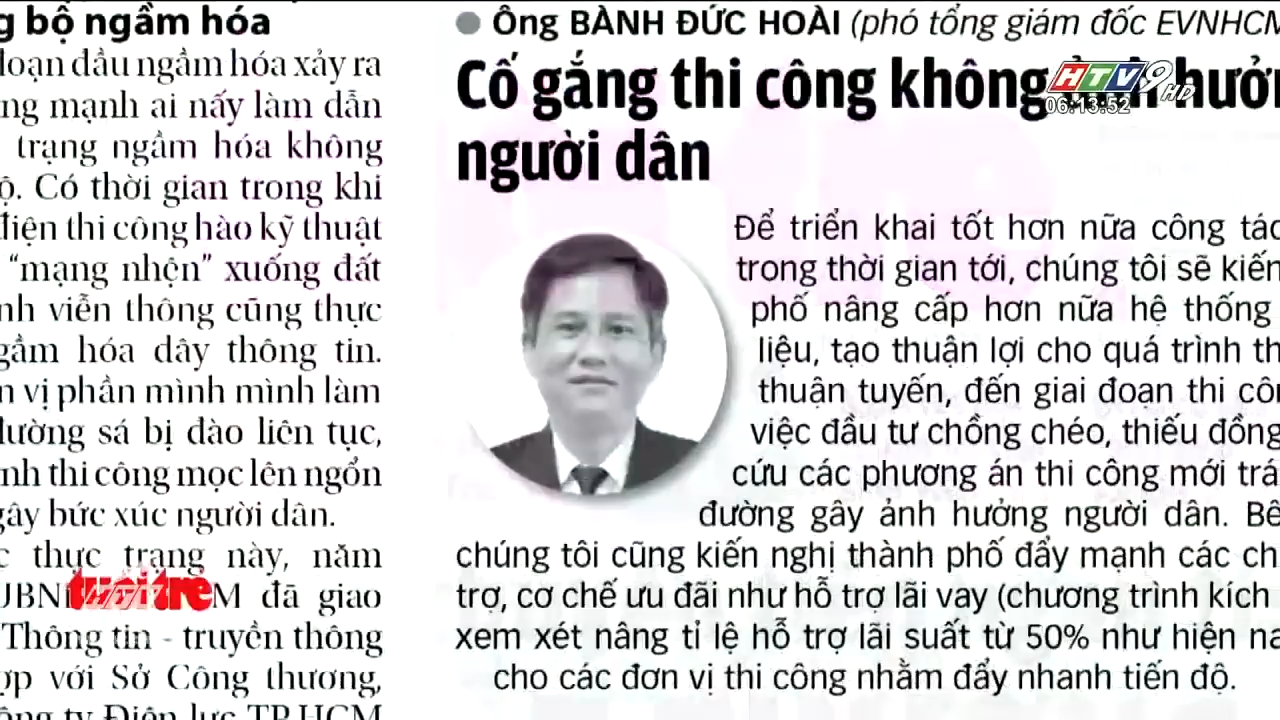 bộ ngầm hóa
đoạn đầu ngầm hóa xảy ra
mạnh ai nấy làm dẫn
trạng ngầm hóa không
Có thời gian trong khi
điện thi công hào kỹ thuật
“mạng nhện” xuống đất
viễn thông cũng thực
ngầm hóa dây thông tin.
vị phần mình mình làm
đường sá bị đào liên tục,
thi công mọc lên ngổn
gây bức xúc người dân.
thực trạng này, năm
M đã giao
Thông tin - truyền thông
với Sở Công thương,
ty Điện lực TP.HCM
Ông BÀNH ĐỨC HOÀI (phó tổng giám đốc EVNHCM
Cố gắng thi công không ảnh hưởn
người dân
Để triển khai tốt hơn nữa công tác
trong thời gian tới, chúng tôi sẽ kiến
phố nâng cấp hơn nữa hệ thống
liệu, tạo thuận lợi cho quá trình th
thuận tuyến, đến giai đoạn thi côn
việc đầu tư chồng chéo, thiếu đồng
cứu các phương án thi công mới trá
đường gây ảnh hưởng người dân. Bê
chúng tôi cũng kiến nghị thành phố đẩy mạnh các ch
trợ, cơ chế ưu đãi như hỗ trợ lãi vay (chương trình kích
xem xét nâng tỉ lệ hỗ trợ lãi suất từ 50% như hiện na
cho các đơn vị thi công nhằm đẩy nhanh tiến độ.
HTV9 HD
06:13:52
tuổi trẻ